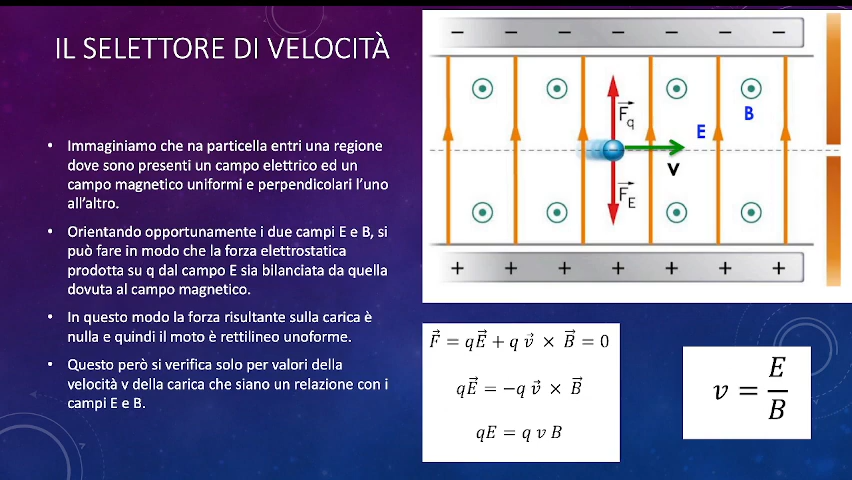 IL SELETTORE DI VELOCITÀ
• Immaginiamo che na particella entri una regione
dove sono presenti un campo elettrico ed un
campo magnetico uniformi e perpendicolari l'uno
all'altro.
• Orientando opportunamente i due campi E e B, si
può fare in modo che la forza elettrostatica
prodotta su q dal campo E sia bilanciata da quella
dovuta al campo magnetico.
• In questo modo la forza risultante sulla carica è
nulla e quindi il moto è rettilineo unoforme.
• Questo però si verifica solo per valori della
velocità v della carica che siano un relazione con i
campi E e B.
− − − − − − −
F⃗q
E
B
v
F⃗E
+ + + + + + +
F⃗ = qE⃗ + q v⃗ × B⃗ = 0
qE⃗ = −q v⃗ × B⃗
qE = q v B
v = E/B